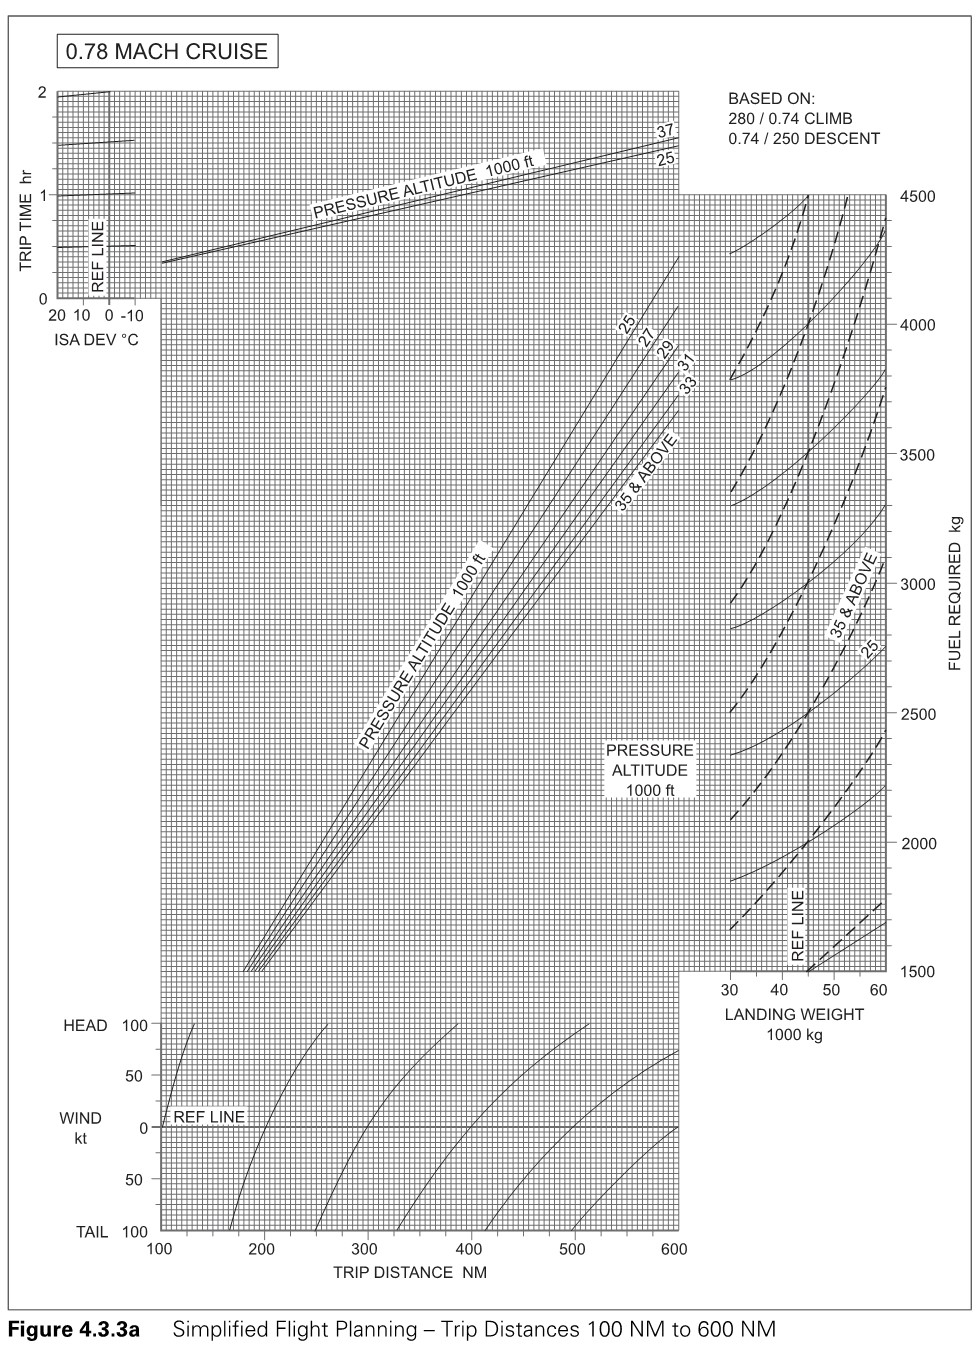 0.78 MACH CRUISE
BASED ON:
280 / 0.74 CLIMB
0.74 / 250 DESCENT
2
1
0
TRIP TIME hr
REF LINE
20 10 0 -10
ISA DEV °C
PRESSURE ALTITUDE 1000 ft
37
25
25
27
29
31
33
35 & ABOVE
PRESSURE ALTITUDE 1000 ft
4500
4000
3500
3000
2500
2000
1500
FUEL REQUIRED kg
35 & ABOVE
25
PRESSURE
ALTITUDE
1000 ft
REF LINE
30 40 50 60
LANDING WEIGHT
1000 kg
HEAD 100
50
WIND
kt
0
REF LINE
50
TAIL 100
100 200 300 400 500 600
TRIP DISTANCE NM
Figure 4.3.3a Simplified Flight Planning – Trip Distances 100 NM to 600 NM